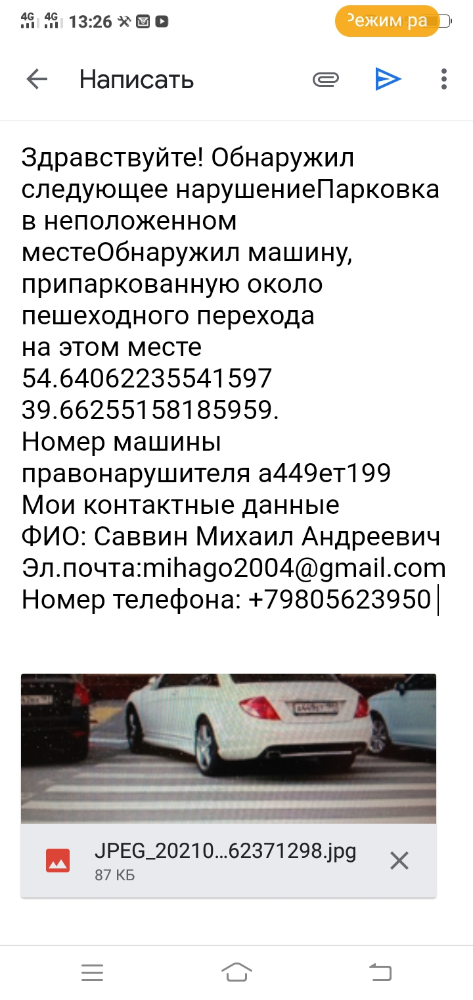 4G 4G 13:26
Режим ра
Написать
Здравствуйте! Обнаружил
следующее нарушениеПарковка
в неположенном
местеОбнаружил машину,
припаркованную около
пешеходного перехода
на этом месте
54.64062235541597
39.66255158185959.
Номер машины
правонарушителя а449ет199
Мои контактные данные
ФИО: Саввин Михаил Андреевич
Эл.почта:mihago2004@gmail.com
Номер телефона: +79805623950
JPEG_20210...62371298.jpg
87 КБ